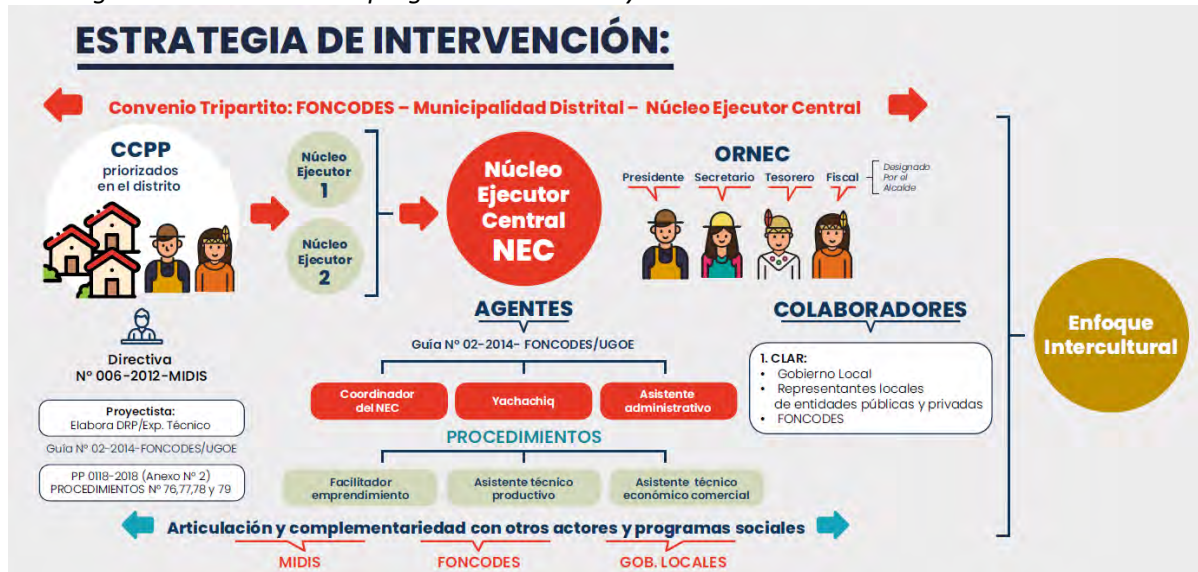 ESTRATEGIA DE INTERVENCIÓN:
Convenio Tripartito: FONCODES – Municipalidad Distrital – Núcleo Ejecutor Central
CCPP
priorizados
en el distrito
Núcleo
Ejecutor
1
Núcleo
Ejecutor
2
Núcleo
Ejecutor
Central
NEC
ORNEC
Presidente Secretario Tesorero Fiscal
Designado
Por el
Alcalde
Directiva
N° 006-2012-MIDIS
Proyectista:
Elabora DRP/Exp. Técnico
Guía N° 02-2014-FONCODES/UGOE
PP 0118-2018 (Anexo N° 2)
PROCEDIMIENTOS N° 76,77,78 y 79
AGENTES
Guía N° 02-2014- FONCODES/UGOE
Coordinador
del NEC
Yachachiq
Asistente
administrativo
PROCEDIMIENTOS
Facilitador
emprendimiento
Asistente técnico
productivo
Asistente técnico
económico comercial
COLABORADORES
1. CLAR:
• Gobierno Local
• Representantes locales
de entidades públicas y privadas
• FONCODES
Enfoque
Intercultural
Articulación y complementariedad con otros actores y programas sociales
MIDIS FONCODES GOB. LOCALES